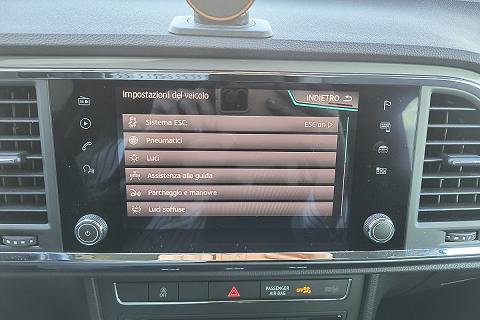 Impostazioni del veicolo
INDIETRO
Sistema ESC:
ESC on
Pneumatici
Luci
Assistenza alla guida
Parcheggio e manovre
Luci soffuse
OFF
PASSENGER
AIR BAG
OFF